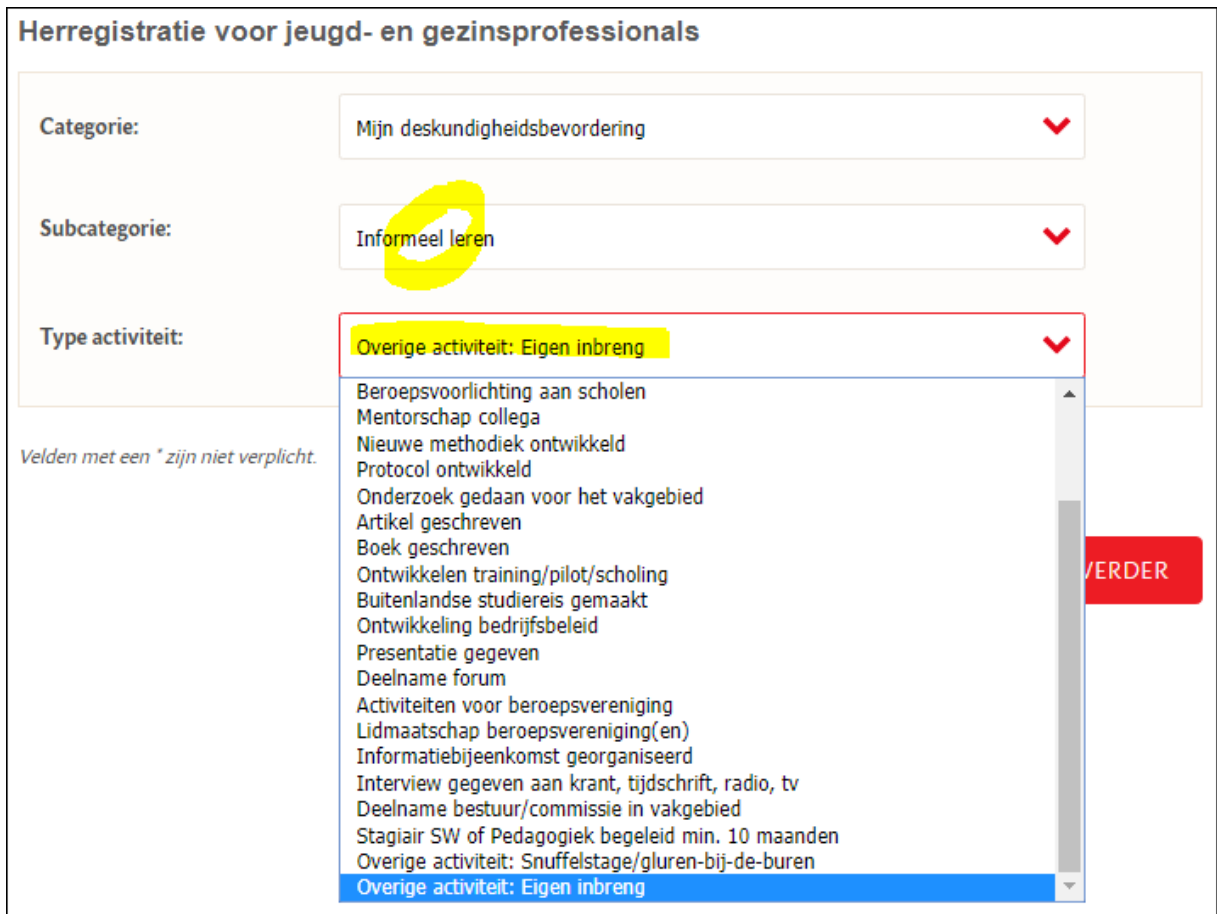 Herregistratie voor jeugd- en gezinsprofessionals
Categorie:
Mijn deskundigheidsbevordering
Subcategorie:
Informeel leren
Type activiteit:
Overige activiteit: Eigen inbreng
Beroepsvoorlichting aan scholen
Mentorschap collega
Nieuwe methodiek ontwikkeld
Velden met een * zijn niet verplicht.
Protocol ontwikkeld
Onderzoek gedaan voor het vakgebied
Artikel geschreven
Boek geschreven
Ontwikkelen training/pilot/scholing
VERDER
Buitenlandse studiereis gemaakt
Ontwikkeling bedrijfsbeleid
Presentatie gegeven
Deelname forum
Activiteiten voor beroepsvereniging
Lidmaatschap beroepsvereniging(en)
Informatiebijeenkomst georganiseerd
Interview gegeven aan krant, tijdschrift, radio, tv
Deelname bestuur/commissie in vakgebied
Stagiair SW of Pedagogiek begeleid min. 10 maanden
Overige activiteit: Snuffelstage/gluren-bij-de-buren
Overige activiteit: Eigen inbreng